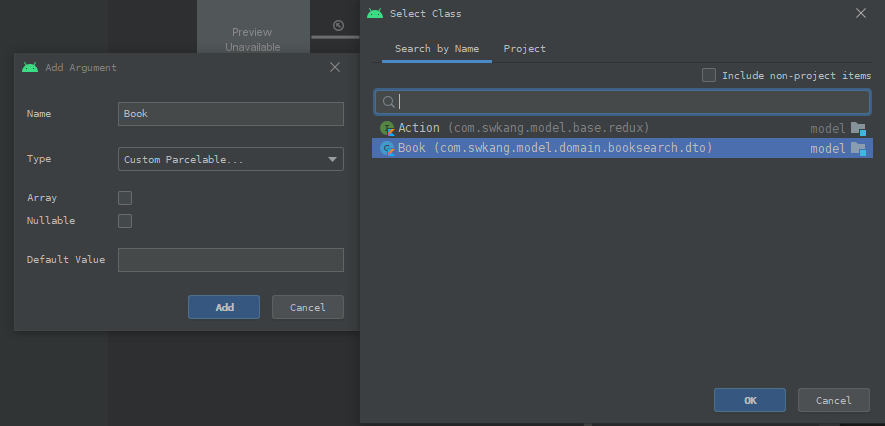 Preview
Unavailable
Add Argument
Name
Book
Type
Custom Parcelable...
Array
Nullable
Default Value
Add
Cancel
Select Class
Search by Name
Project
Include non-project items
Action (com.swkang.model.base.redux)
model
Book (com.swkang.model.domain.booksearch.dto)
model
OK
Cancel